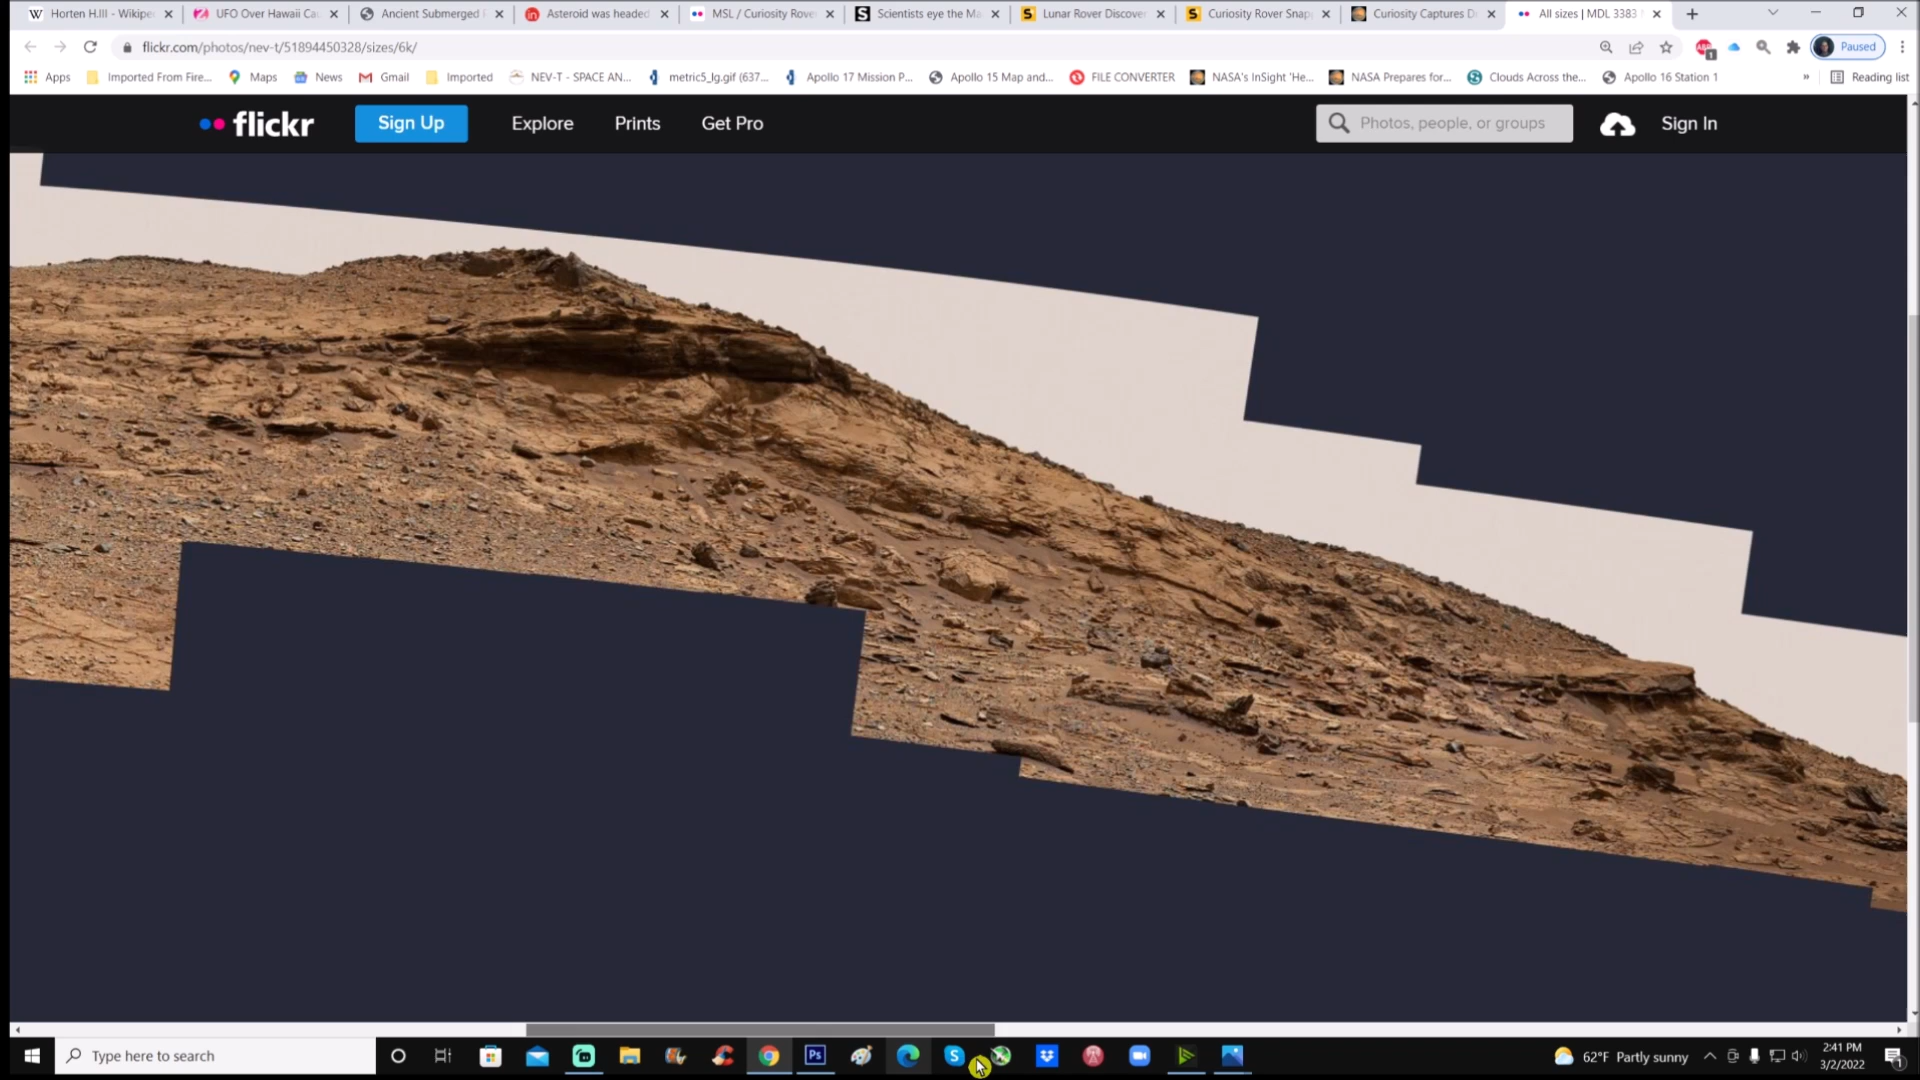 Horten H.III - Wikipe
UFO Over Hawaii Ca
Ancient Submerged
Asteroid was headed
MSL / Curiosity Rove
Scientists eye the Ma
Lunar Rover Discover
Curiosity Rover Snap
Curiosity Captures D
All sizes | MDL 3383
flickr.com/photos/nev-t/51894450328/sizes/6k/
Paused
Apps
Imported From Fire...
Maps
News
Gmail
Imported
NEV-T - SPACE AN...
metric5_lg.gif (637...
Apollo 17 Mission P...
Apollo 15 Map and...
FILE CONVERTER
NASA's InSight 'He...
NASA Prepares for...
Clouds Across the...
Apollo 16 Station 1
»
Reading list
flickr
Sign Up
Explore
Prints
Get Pro
Photos, people, or groups
Sign In
Type here to search
Ps
62°F Partly sunny
2:41 PM
3/2/2022